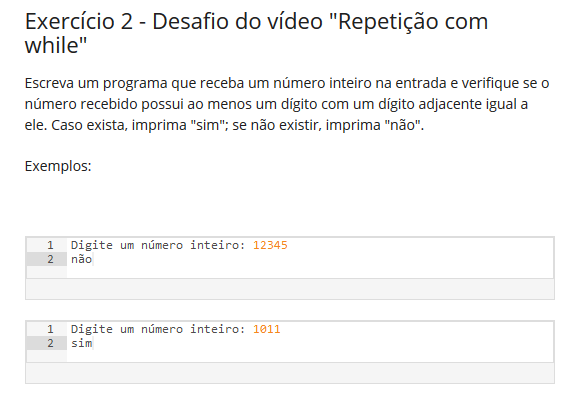 Exercício 2 - Desafio do vídeo "Repetição com
while"
Escreva um programa que receba um número inteiro na entrada e verifique se o
número recebido possui ao menos um dígito com um dígito adjacente igual a
ele. Caso exista, imprima "sim"; se não existir, imprima "não".
Exemplos:
1 Digite um número inteiro: 12345
2 não
1 Digite um número inteiro: 1011
2 sim